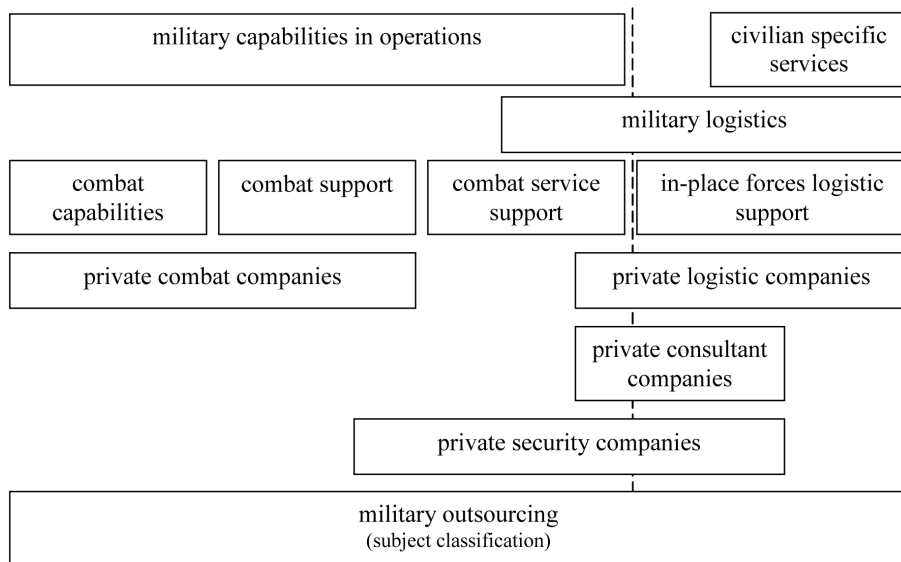 military capabilities in operations
civilian specific
services
military logistics
combat
capabilities
combat support
combat service
support
in-place forces logistic
support
private combat companies
private logistic companies
private consultant
companies
private security companies
military outsourcing
(subject classification)